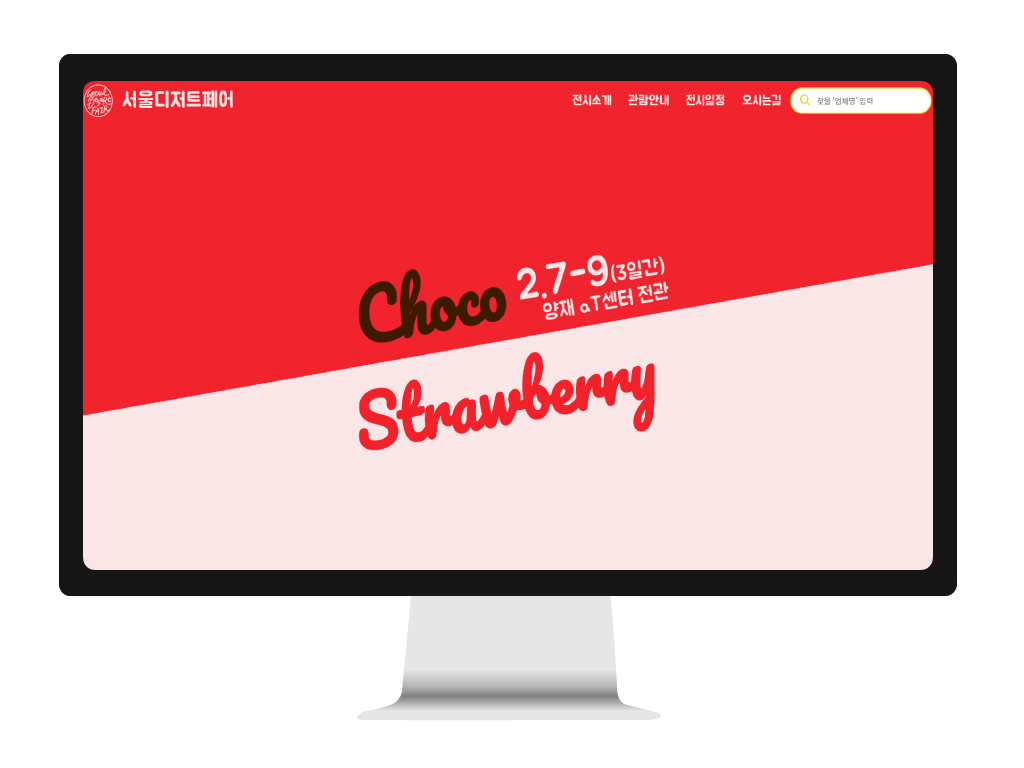 Seoul
Dessert
FAIR
서울디저트페어
전시소개 관람안내 전시일정 오시는길
찾을 '업체명' 입력
Choco
2.7-9(3일간)
양재 aT센터 전관
Strawberry